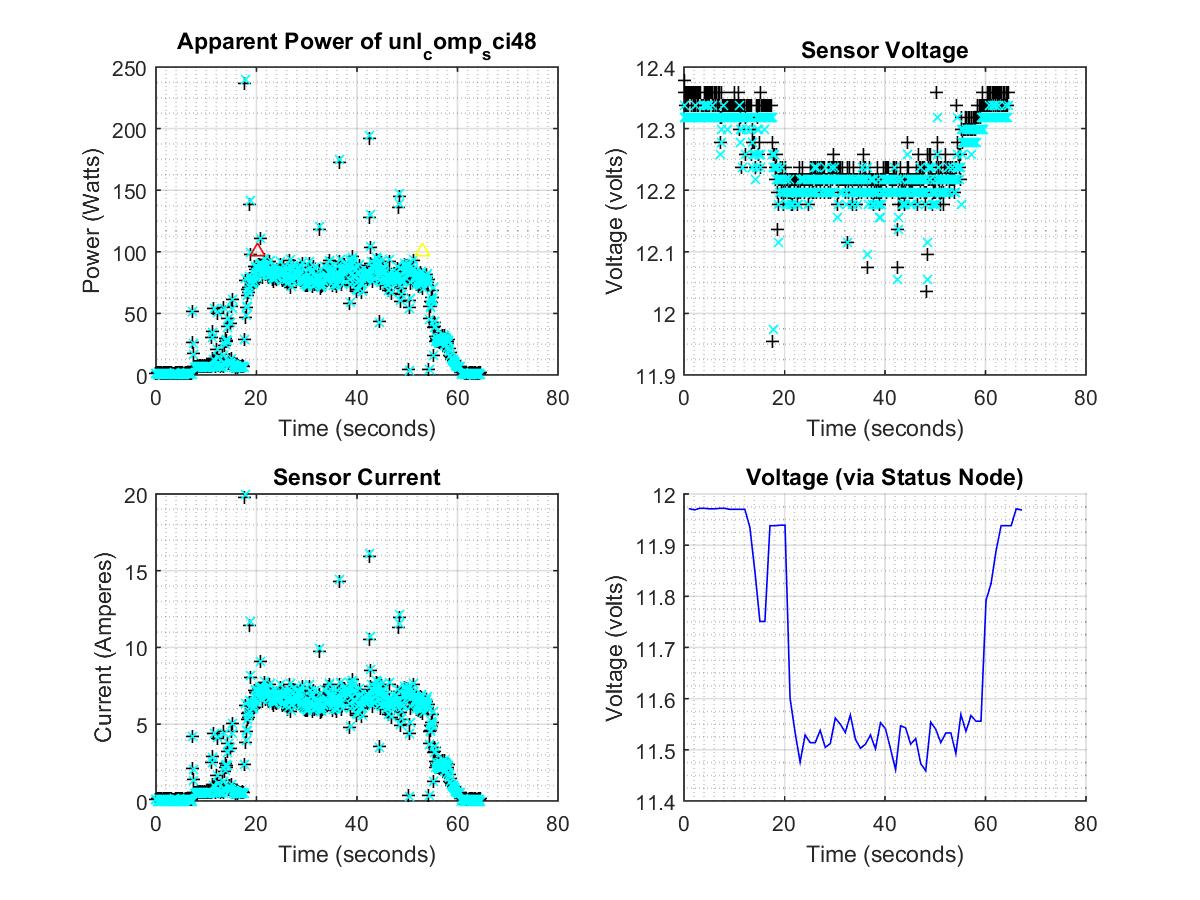 Apparent Power of unl_comp_sci48
250
200
150
100
50
0
Power (Watts)
0 20 40 60 80
Time (seconds)
Sensor Voltage
12.4
12.3
12.2
12.1
12
11.9
Voltage (volts)
0 20 40 60 80
Time (seconds)
Sensor Current
20
15
10
5
0
Current (Amperes)
0 20 40 60 80
Time (seconds)
Voltage (via Status Node)
12
11.9
11.8
11.7
11.6
11.5
11.4
Voltage (volts)
0 20 40 60 80
Time (seconds)